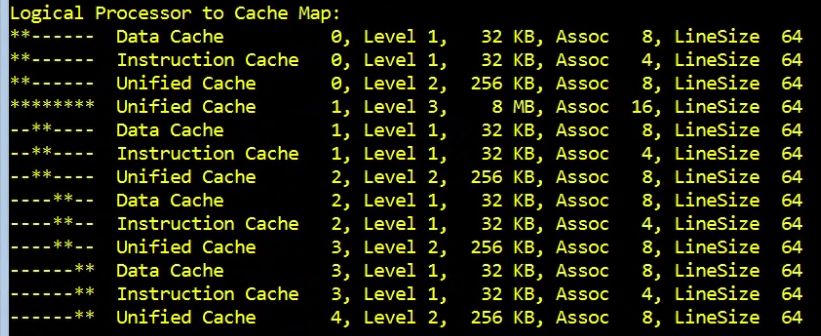 Logical Processor to Cache Map:
**------  Data Cache          0, Level 1,   32 KB, Assoc   8, LineSize  64
**------  Instruction Cache   0, Level 1,   32 KB, Assoc   4, LineSize  64
**------  Unified Cache       0, Level 2,  256 KB, Assoc   8, LineSize  64
********  Unified Cache       1, Level 3,    8 MB, Assoc  16, LineSize  64
--**----  Data Cache          1, Level 1,   32 KB, Assoc   8, LineSize  64
--**----  Instruction Cache   1, Level 1,   32 KB, Assoc   4, LineSize  64
--**----  Unified Cache       2, Level 2,  256 KB, Assoc   8, LineSize  64
----**--  Data Cache          2, Level 1,   32 KB, Assoc   8, LineSize  64
----**--  Instruction Cache   2, Level 1,   32 KB, Assoc   4, LineSize  64
----**--  Unified Cache       3, Level 2,  256 KB, Assoc   8, LineSize  64
------**  Data Cache          3, Level 1,   32 KB, Assoc   8, LineSize  64
------**  Instruction Cache   3, Level 1,   32 KB, Assoc   4, LineSize  64
------**  Unified Cache       4, Level 2,  256 KB, Assoc   8, LineSize  64